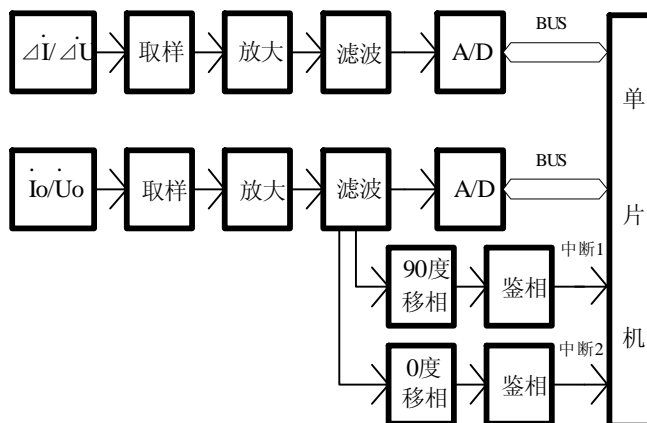 ⊿İ/⊿U̇
取样
放大
滤波
A/D
BUS
İo/U̇o
取样
放大
滤波
A/D
BUS
单
片
机
90度
移相
鉴相
中断1
0度
移相
鉴相
中断2